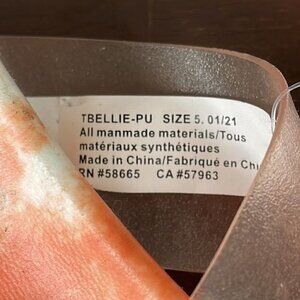 TBELLIE-PU SIZE 5. 01/21
All manmade materials/Tous
matériaux synthétiques
Made in China/Fabriqué en Chi
RN #58665 CA #57963